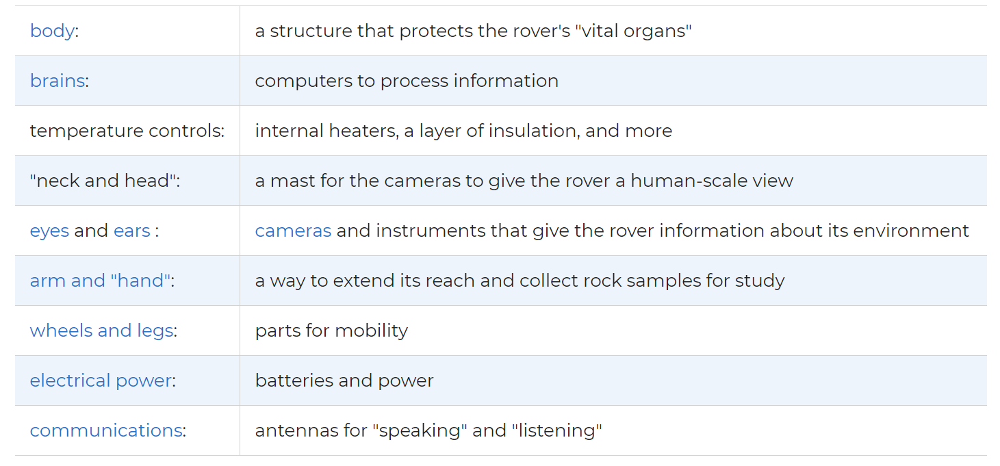 body: a structure that protects the rover's "vital organs"
brains: computers to process information
temperature controls: internal heaters, a layer of insulation, and more
"neck and head": a mast for the cameras to give the rover a human-scale view
eyes and ears : cameras and instruments that give the rover information about its environment
arm and "hand": a way to extend its reach and collect rock samples for study
wheels and legs: parts for mobility
electrical power: batteries and power
communications: antennas for "speaking" and "listening"